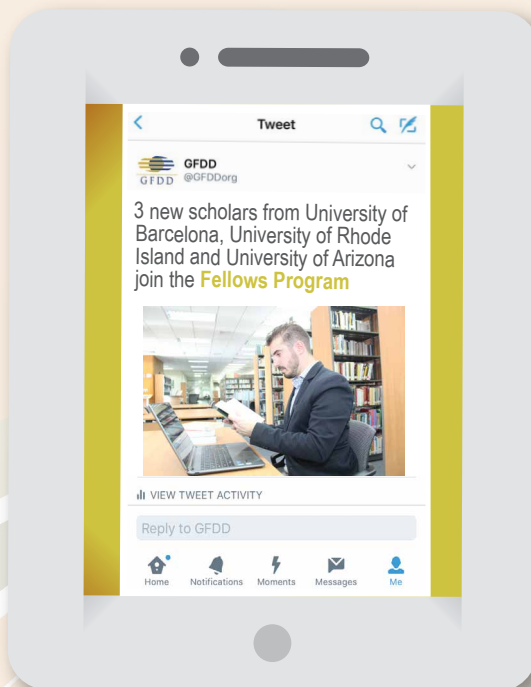 Tweet
GFDD
GFDD
@GFDDorg
3 new scholars from University of
Barcelona, University of Rhode
Island and University of Arizona
join the Fellows Program
VIEW TWEET ACTIVITY
Reply to GFDD
Home Notifications Moments Messages Me